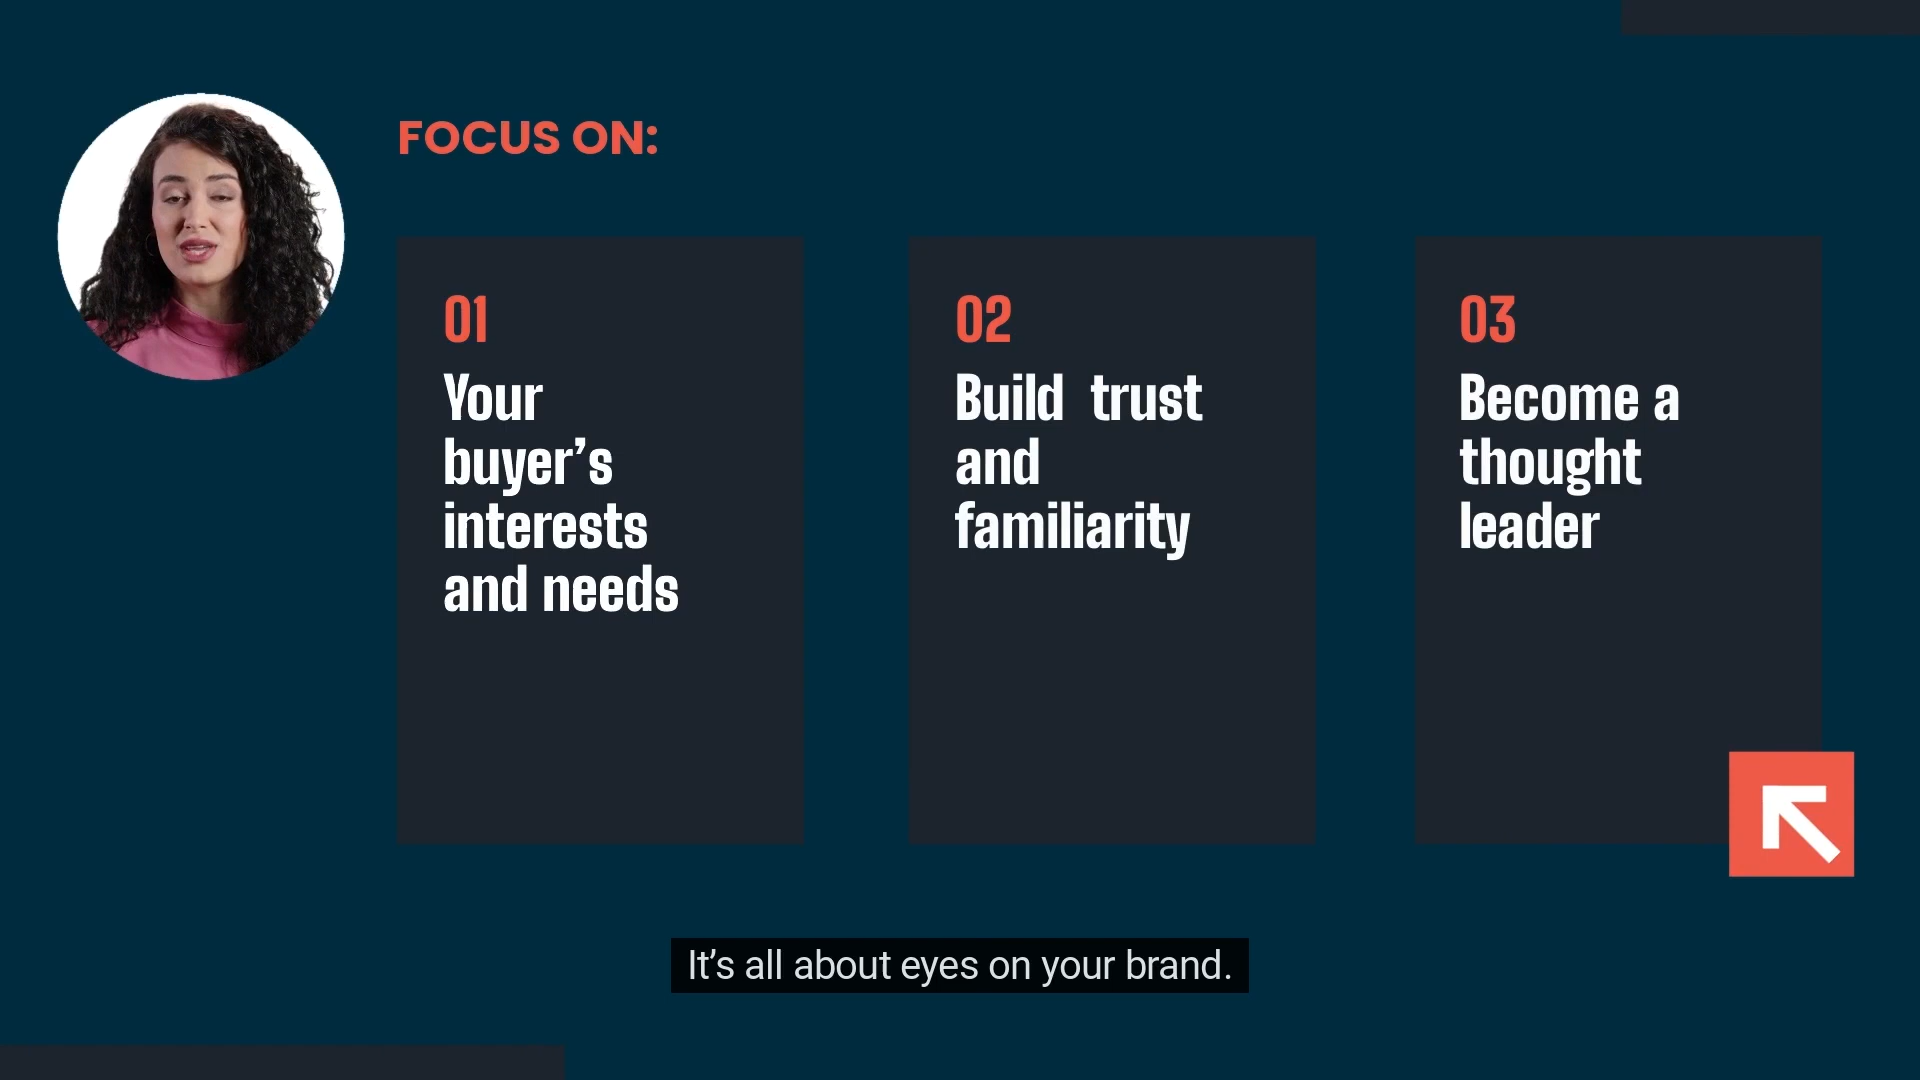 FOCUS ON:
01
Your
buyer’s
interests
and needs
02
Build  trust
and
familiarity
03
Become a
thought
leader
It’s all about eyes on your brand.